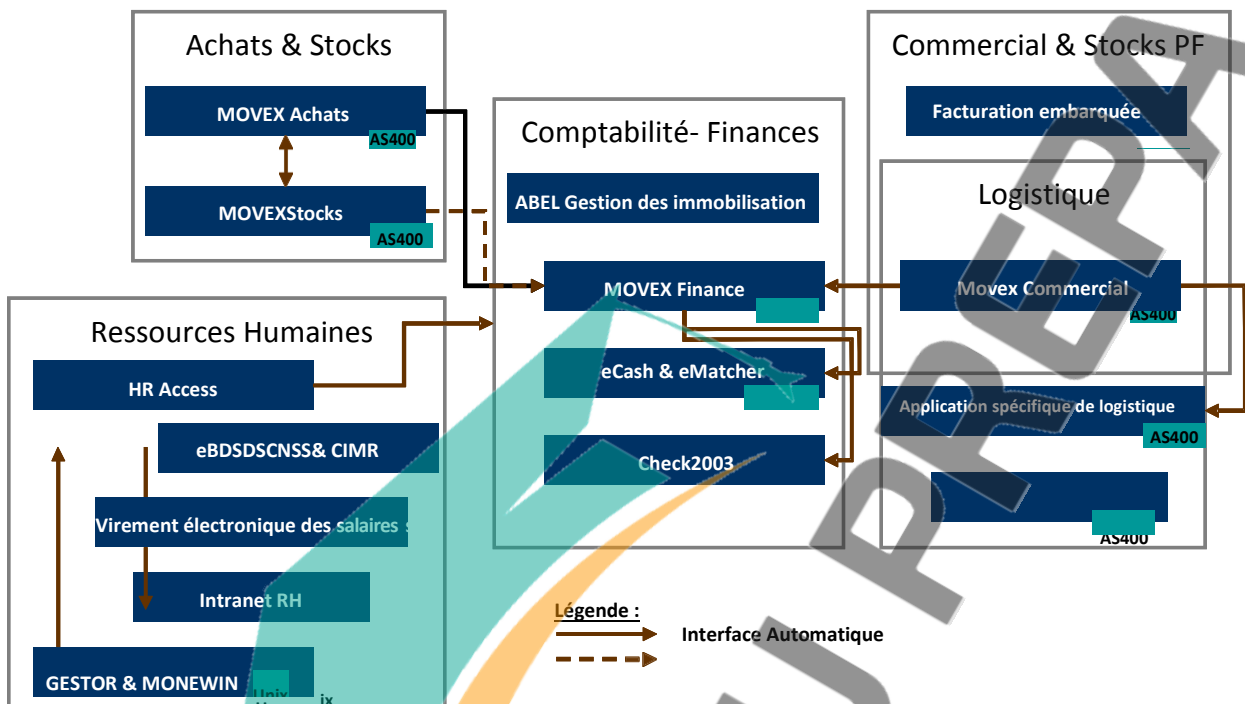 Achats & Stocks
MOVEX Achats
AS400
MOVEXStocks
AS400
Comptabilité- Finances
ABEL Gestion des immobilisation
MOVEX Finance
eCash & eMatcher
Check2003
Commercial & Stocks PF
Facturation embarquée
Logistique
Movex Commercial
AS400
Application spécifique de logistique
AS400
AS400
Ressources Humaines
HR Access
eBDSDSCNSS& CIMR
Virement électronique des salaires
Intranet RH
GESTOR & MONEWIN
Unix
ix
Légende :
Interface Automatique
U PREPA